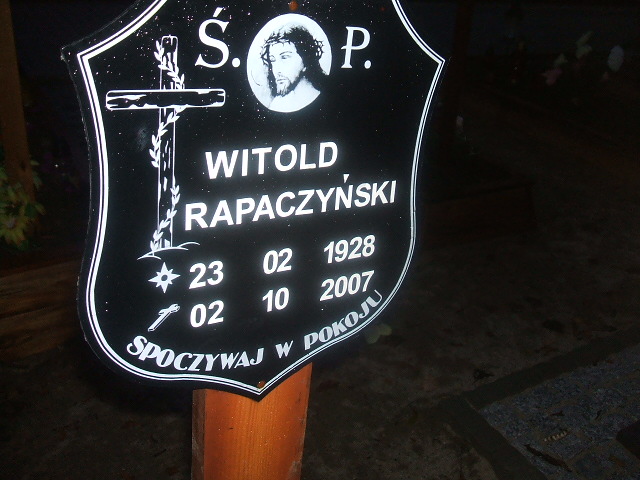 Ś. P.
WITOLD
RAPACZYŃSKI
23 02 1928
02 10 2007
SPOCZYWAJ W POKOJU